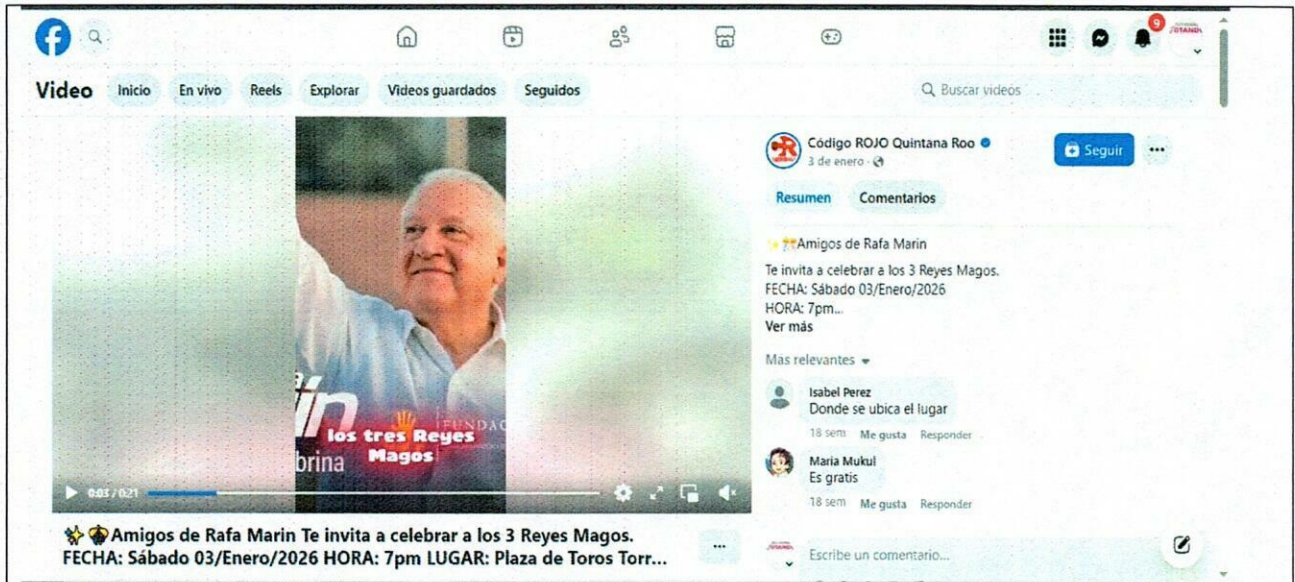 9
Video Inicio En vivo Reels Explorar Videos guardados Seguidos
Buscar videos
Código ROJO Quintana Roo
3 de enero
Seguir
Resumen Comentarios
Amigos de Rafa Marin
Te invita a celebrar a los 3 Reyes Magos.
FECHA: Sábado 03/Enero/2026
HORA: 7pm...
Ver más
Mas relevantes
Isabel Perez
Donde se ubica el lugar
18 sem Me gusta Responder
Maria Mukul
Es gratis
18 sem Me gusta Responder
Escribe un comentario...
los tres Reyes
Magos
brina
0:03 / 0:21
Amigos de Rafa Marin Te invita a celebrar a los 3 Reyes Magos.
FECHA: Sábado 03/Enero/2026 HORA: 7pm LUGAR: Plaza de Toros Torr...